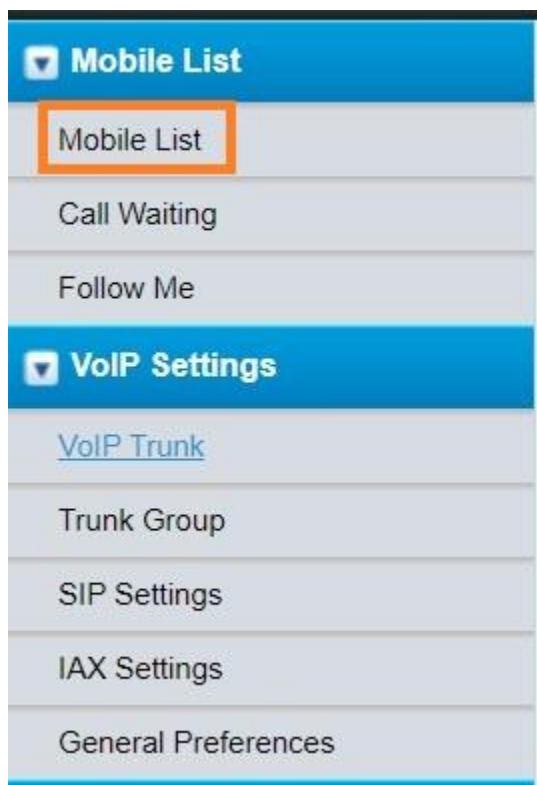 Mobile List
Mobile List
Call Waiting
Follow Me
VoIP Settings
VoIP Trunk
Trunk Group
SIP Settings
IAX Settings
General Preferences